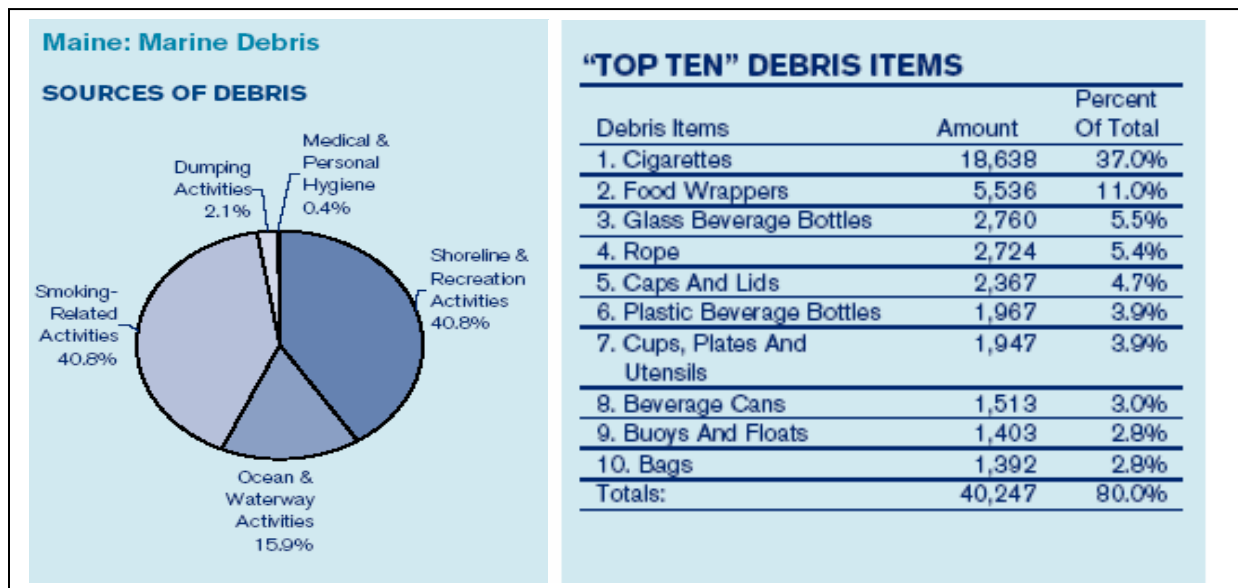 Maine: Marine Debris
SOURCES OF DEBRIS
Medical &
Personal
Hygiene
0.4%
Dumping
Activities
2.1%
Shoreline &
Recreation
Activities
40.8%
Smoking-
Related
Activities
40.8%
Ocean &
Waterway
Activities
15.9%
“TOP TEN” DEBRIS ITEMS
Percent
Debris Items Amount Of Total
1. Cigarettes 18,638 37.0%
2. Food Wrappers 5,536 11.0%
3. Glass Beverage Bottles 2,760 5.5%
4. Rope 2,724 5.4%
5. Caps And Lids 2,367 4.7%
6. Plastic Beverage Bottles 1,967 3.9%
7. Cups, Plates And 1,947 3.9%
Utensils
8. Beverage Cans 1,513 3.0%
9. Buoys And Floats 1,403 2.8%
10. Bags 1,392 2.8%
Totals: 40,247 80.0%